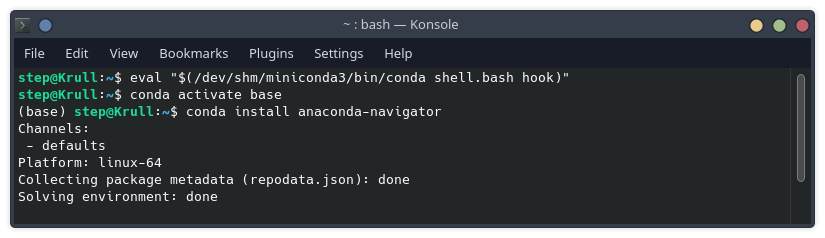 ~ : bash — Konsole
File Edit View Bookmarks Plugins Settings Help
step@Krull:~$ eval "$(/dev/shm/miniconda3/bin/conda shell.bash hook)"
step@Krull:~$ conda activate base
(base) step@Krull:~$ conda install anaconda-navigator
Channels:
 - defaults
Platform: linux-64
Collecting package metadata (repodata.json): done
Solving environment: done